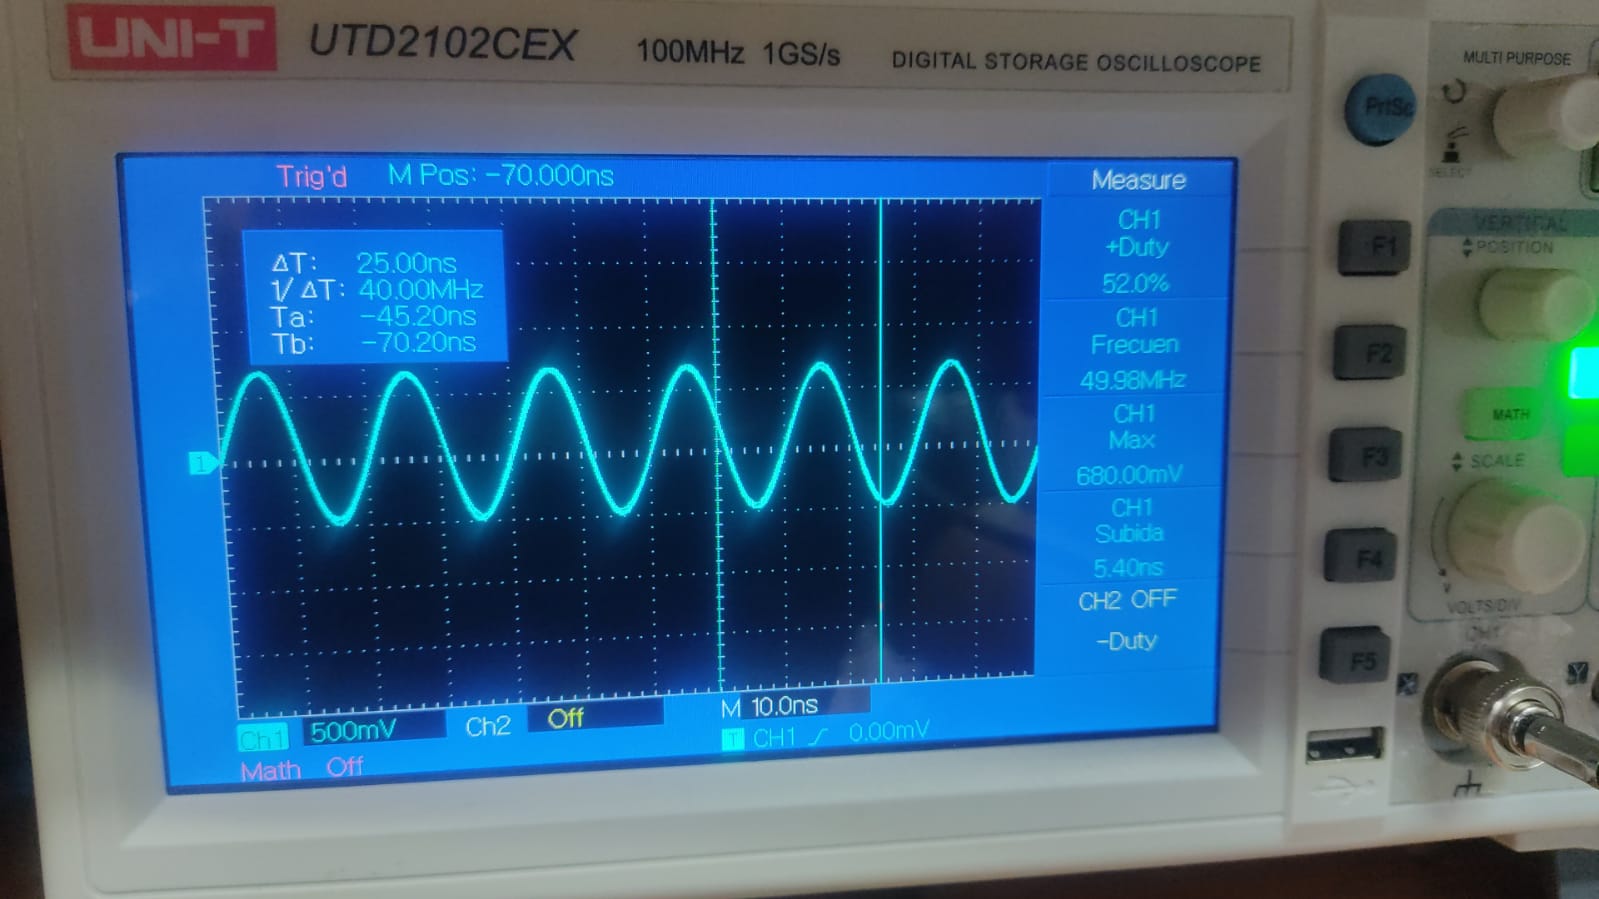 UNI-T UTD2102CEX 100MHz 1GS/s DIGITAL STORAGE OSCILLOSCOPE
MULTI PURPOSE
PrtSc
SELECT
Trig'd M Pos: -70.000ns
ΔT: 25.00ns
1/ΔT: 40.00MHz
Ta: -45.20ns
Tb: -70.20ns
1
Measure
CH1
+Duty
52.0%
CH1
Frecuen
49.98MHz
CH1
Max
680.00mV
CH1
Subida
5.40ns
CH2 OFF
-Duty
Ch1 500mV Ch2 Off M 10.0ns
T CH1 0.00mV
Math Off
F1
F2
F3
F4
F5
VERTICAL
POSITION
MATH
SCALE
V
VOLTS/DIV
CH1
X
Y